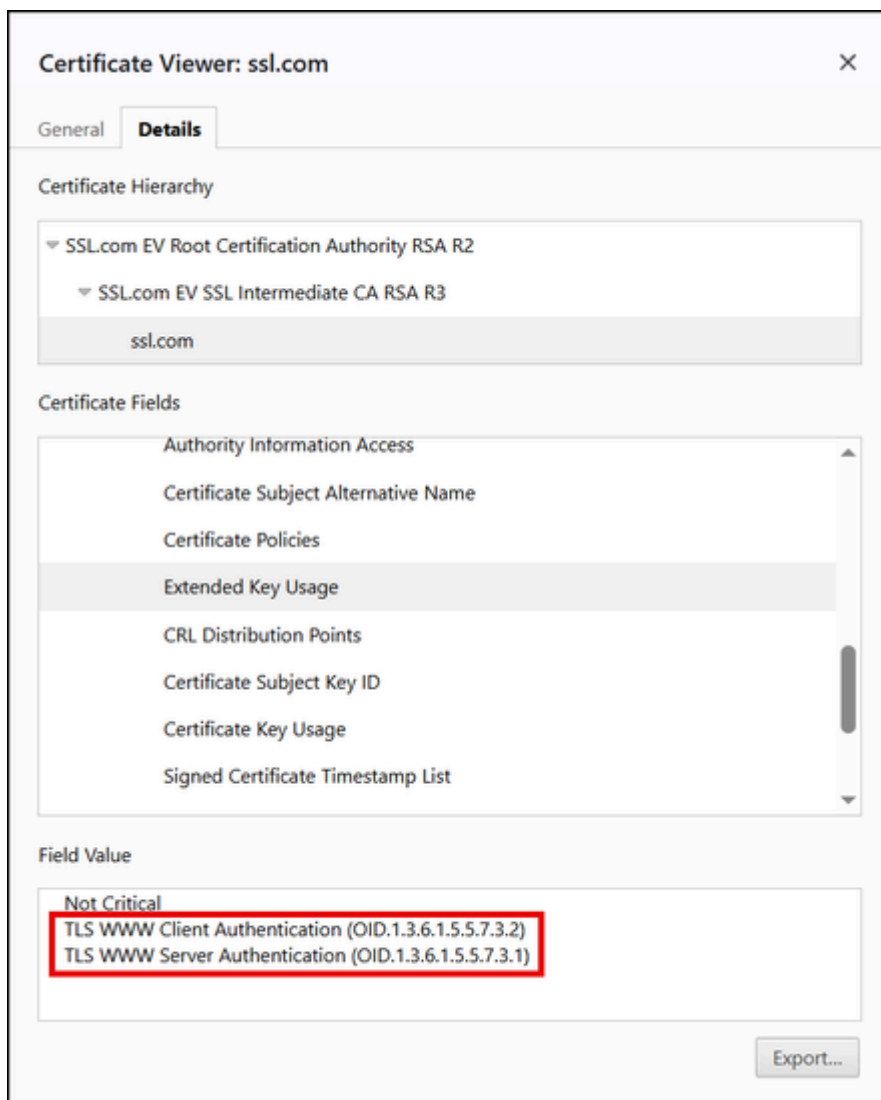 Certificate Viewer: ssl.com
General Details
Certificate Hierarchy
SSL.com EV Root Certification Authority RSA R2
SSL.com EV SSL Intermediate CA RSA R3
ssl.com
Certificate Fields
Authority Information Access
Certificate Subject Alternative Name
Certificate Policies
Extended Key Usage
CRL Distribution Points
Certificate Subject Key ID
Certificate Key Usage
Signed Certificate Timestamp List
Field Value
Not Critical
TLS WWW Client Authentication (OID.1.3.6.1.5.5.7.3.2)
TLS WWW Server Authentication (OID.1.3.6.1.5.5.7.3.1)
Export...